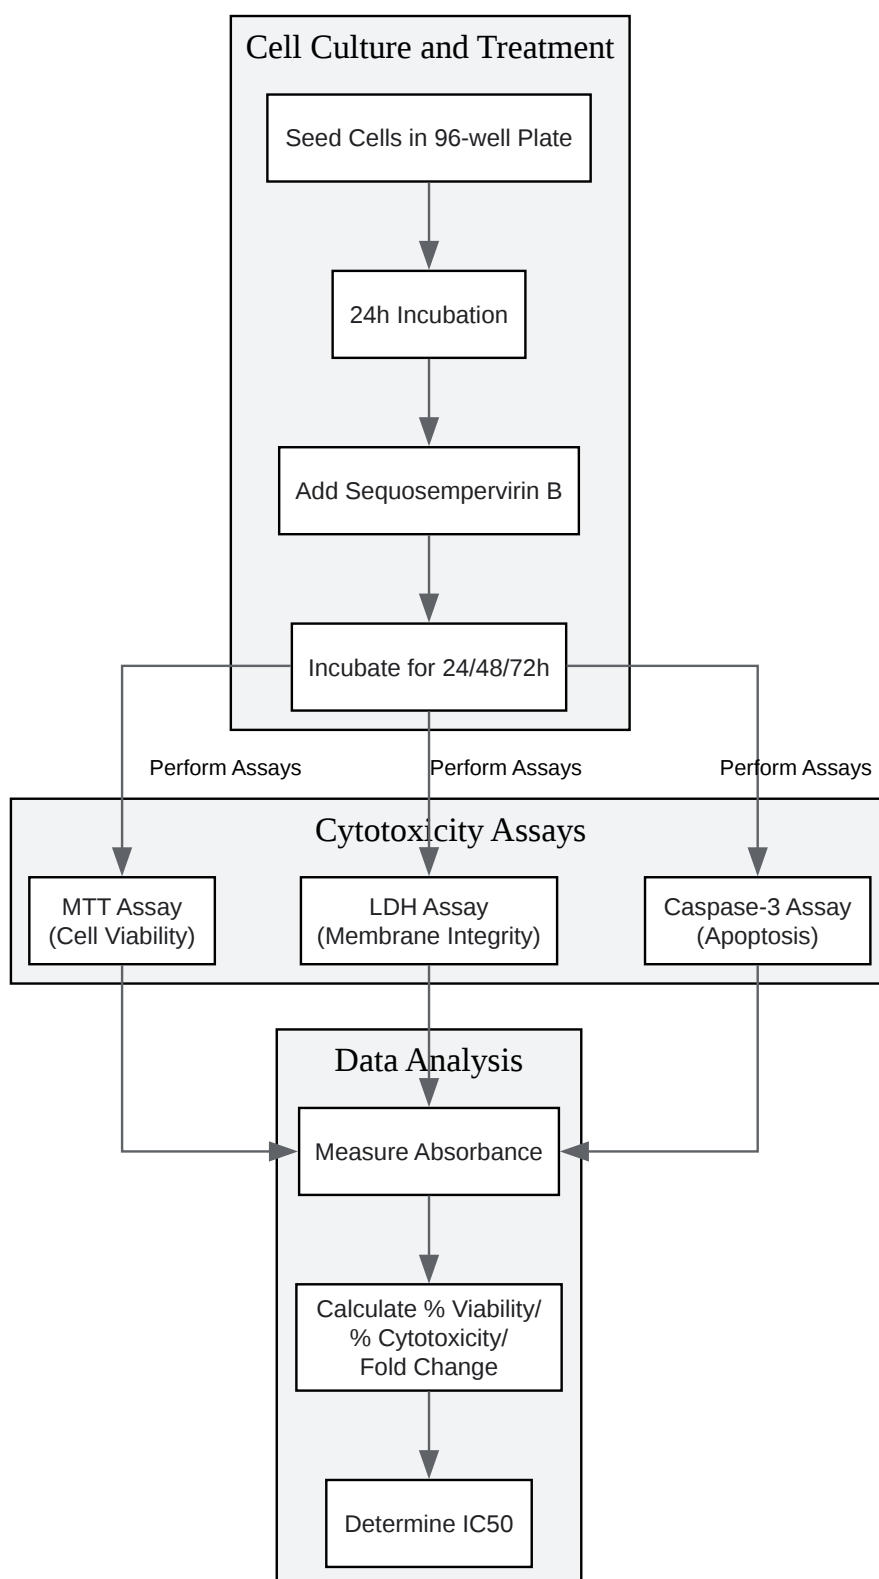 Cell Culture and Treatment
Seed Cells in 96-well Plate
24h Incubation
Add Sequosempervirin B
Incubate for 24/48/72h
Perform Assays
Perform Assays
Perform Assays
Cytotoxicity Assays
MTT Assay
(Cell Viability)
LDH Assay
(Membrane Integrity)
Caspase-3 Assay
(Apoptosis)
Data Analysis
Measure Absorbance
Calculate % Viability/
% Cytotoxicity/
Fold Change
Determine IC50